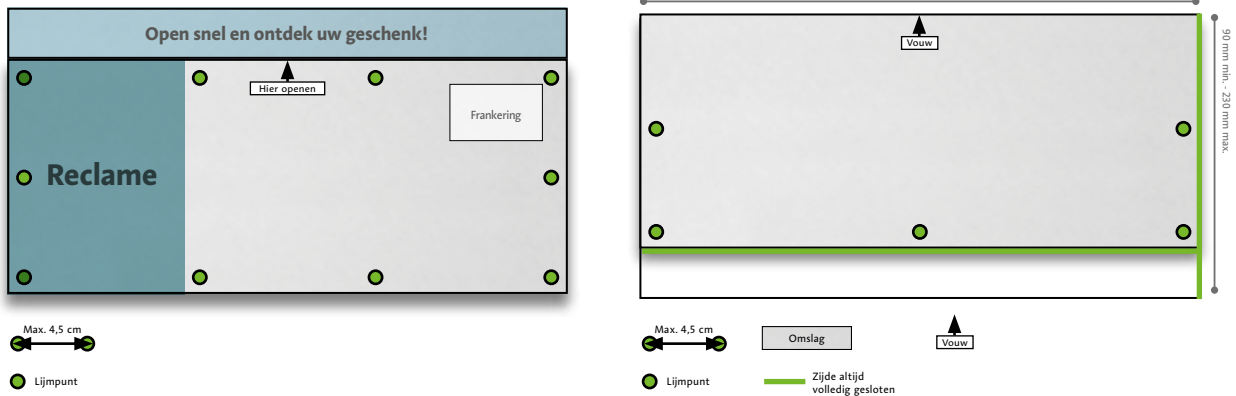 Open snel en ontdek uw geschenk!
Hier openen
Frankering
Reclame
Max. 4,5 cm
Lijmpunt
Vouw
90 mm min. - 230 mm max.
Max. 4,5 cm
Omslag
Vouw
Lijmpunt
Zijde altijd
volledig gesloten